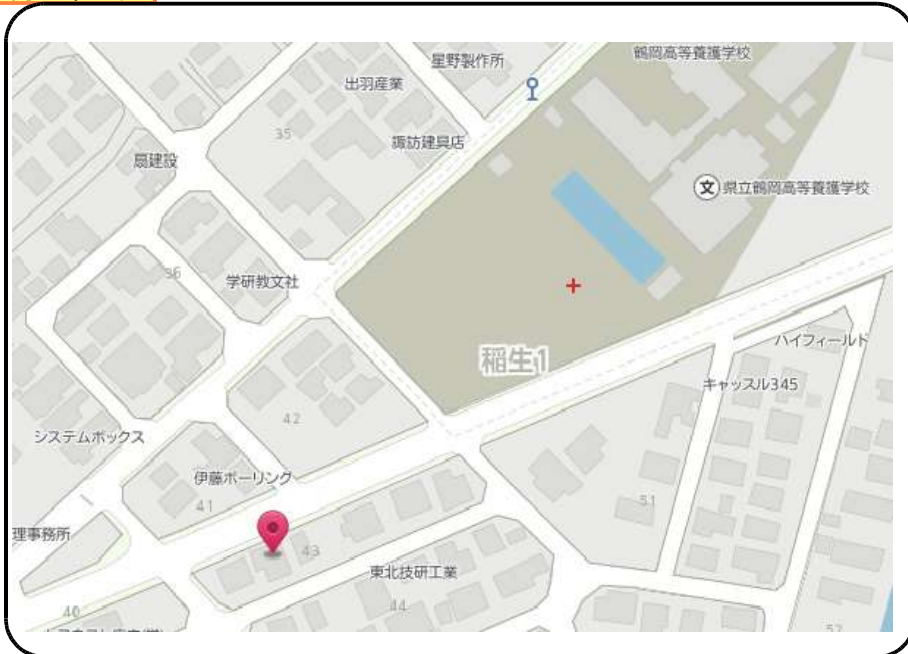 鶴岡高等養護学校
星野製作所
出羽産業
35
諏訪建具店
扇建設
文
県立鶴岡高等養護学校
36
学研教文社
稲生1
ハイフィールド
キャッスル345
42
システムボックス
伊藤ボーリング
41
51
理事務所
43
東北技研工業
40
44
52